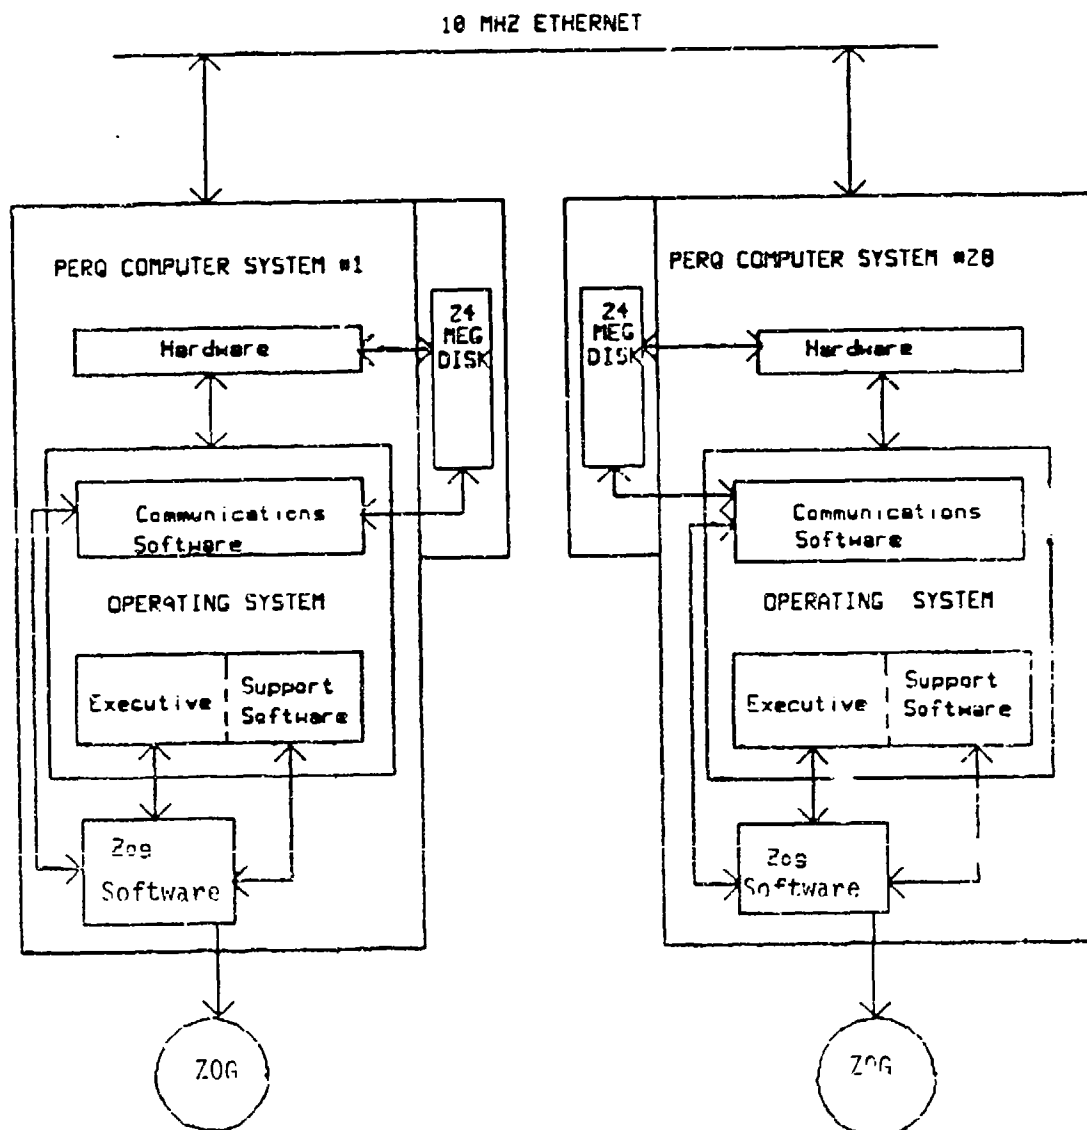 10 MHZ ETHERNET
PERQ COMPUTER SYSTEM #1
24
MEG
DISK
Hardware
Communications
Software
OPERATING SYSTEM
Executive
Support
Software
Zog
Software
ZOG
PERQ COMPUTER SYSTEM #28
24
MEG
DISK
Hardware
Communications
Software
OPERATING SYSTEM
Executive
Support
Software
Zog
Software
ZOG